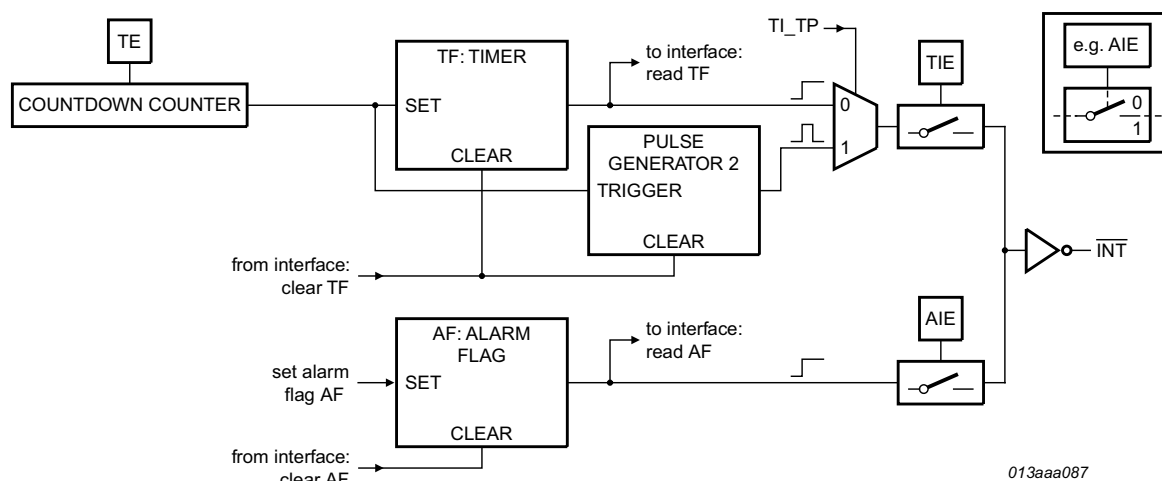 TE
COUNTDOWN COUNTER
TF: TIMER
SET
CLEAR
to interface:
read TF
PULSE
GENERATOR 2
TRIGGER
CLEAR
from interface:
clear TF
TI_TP
0
1
TIE
e.g. AIE
0
1
INT
AF: ALARM
FLAG
SET
CLEAR
set alarm
flag AF
to interface:
read AF
AIE
from interface:
clear AF
013aaa087